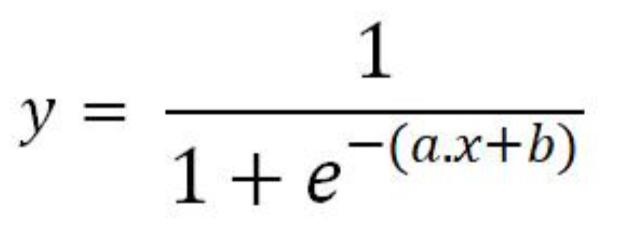 y = 1 / (1 + e^{-(a.x+b)})